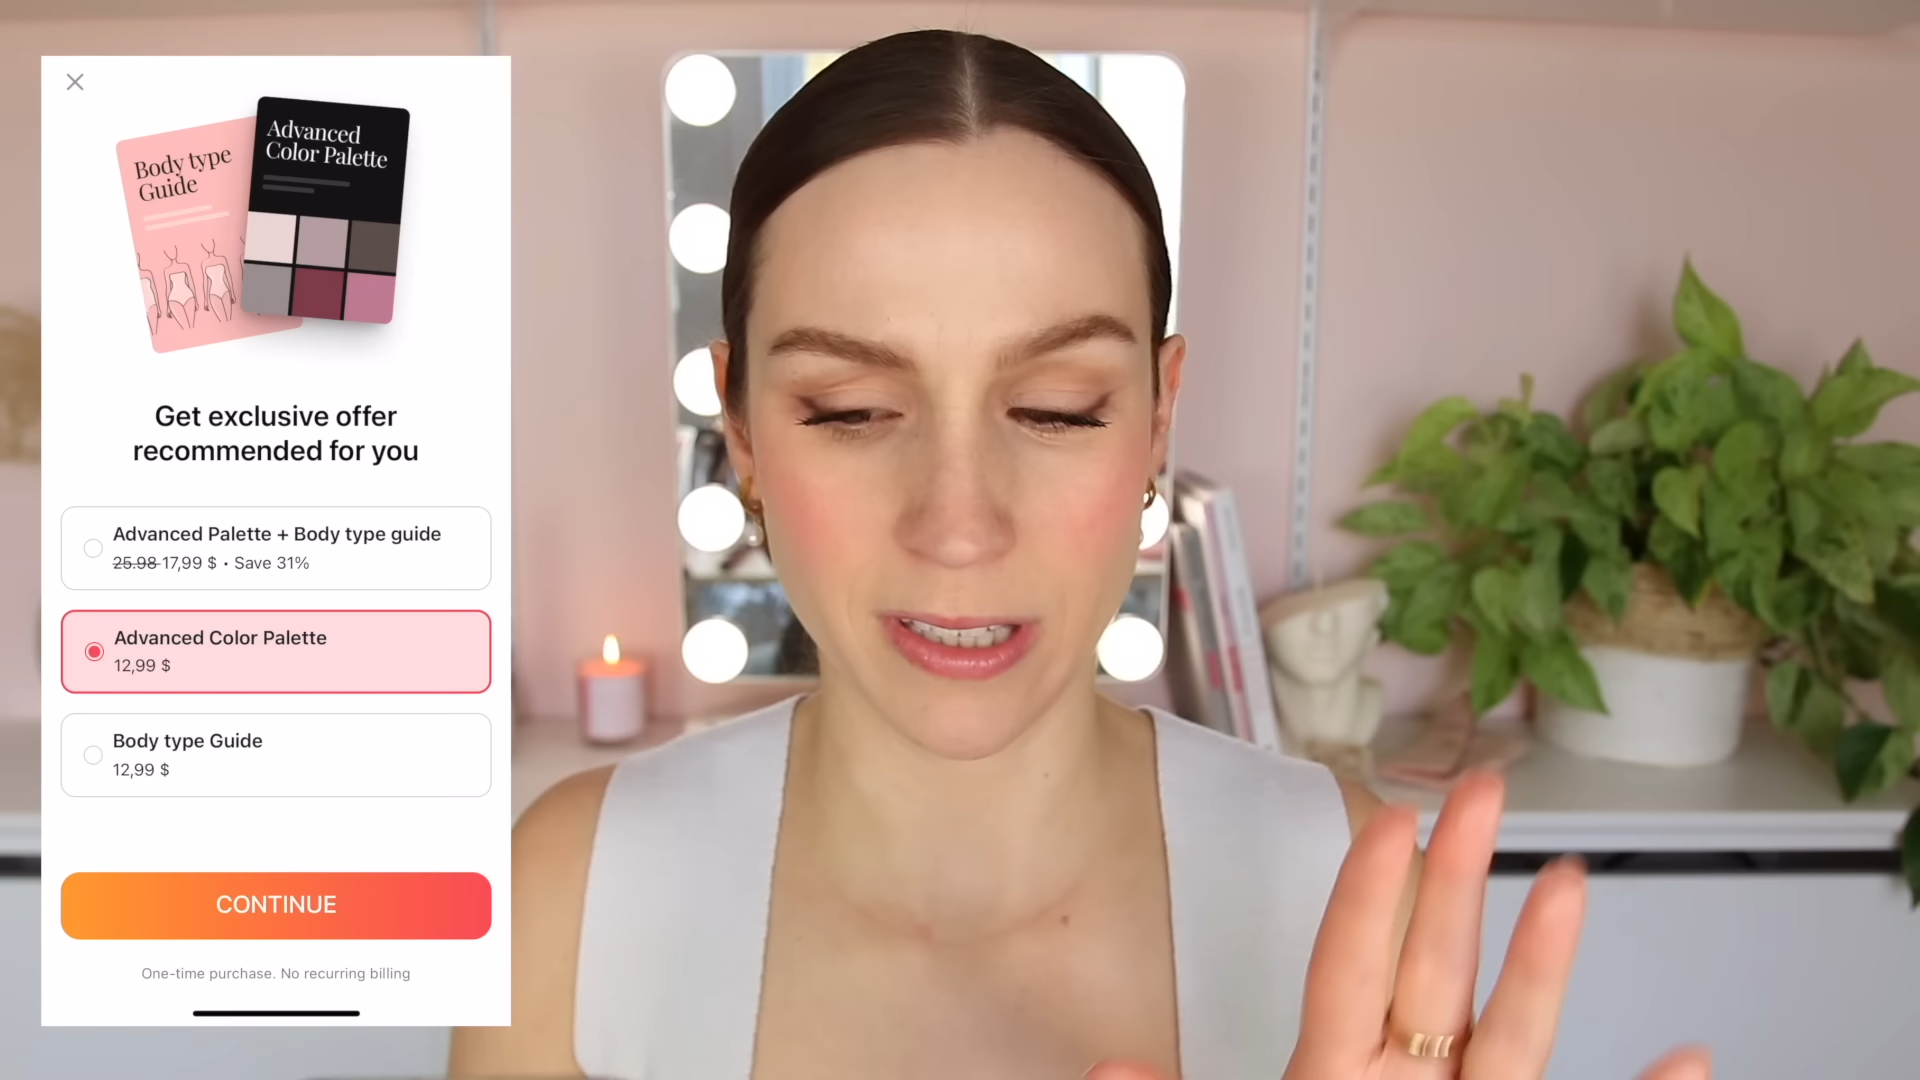 Body type
Guide
Advanced
Color Palette
Get exclusive offer
recommended for you
Advanced Palette + Body type guide
25.98 17,99 $ • Save 31%
Advanced Color Palette
12,99 $
Body type Guide
12,99 $
CONTINUE
One-time purchase. No recurring billing